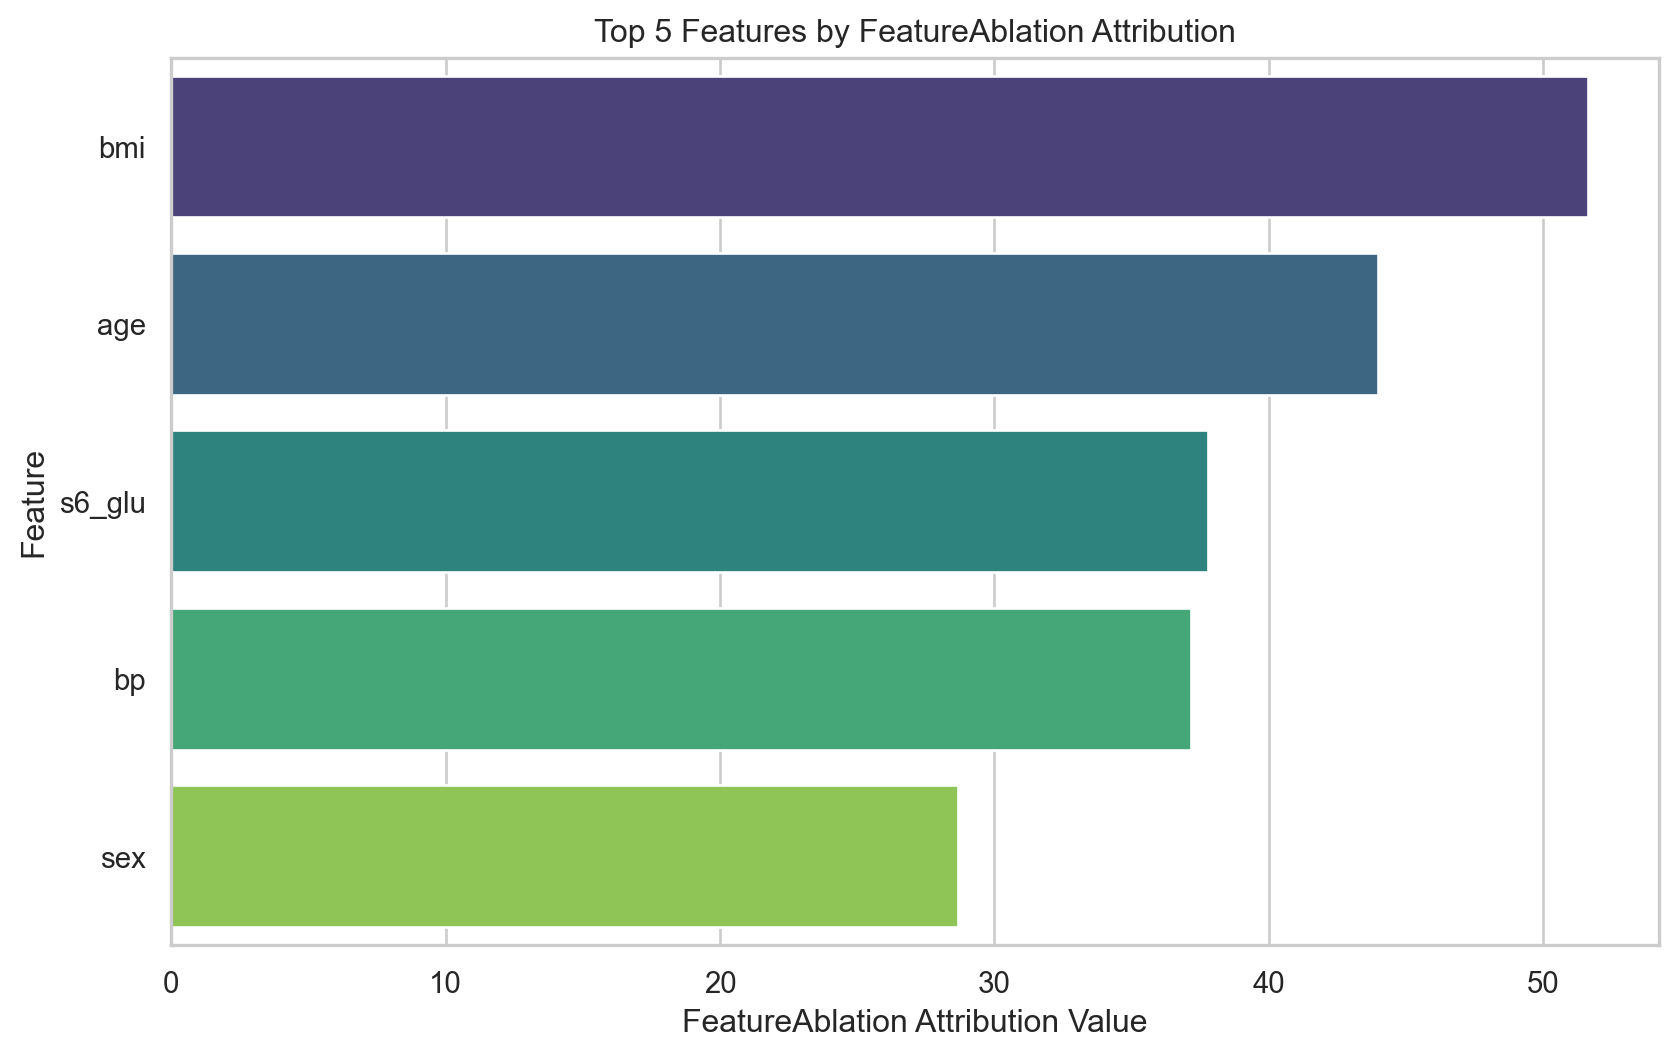 Top 5 Features by FeatureAblation Attribution
Feature
bmi
age
s6_glu
bp
sex
0 10 20 30 40 50
FeatureAblation Attribution Value